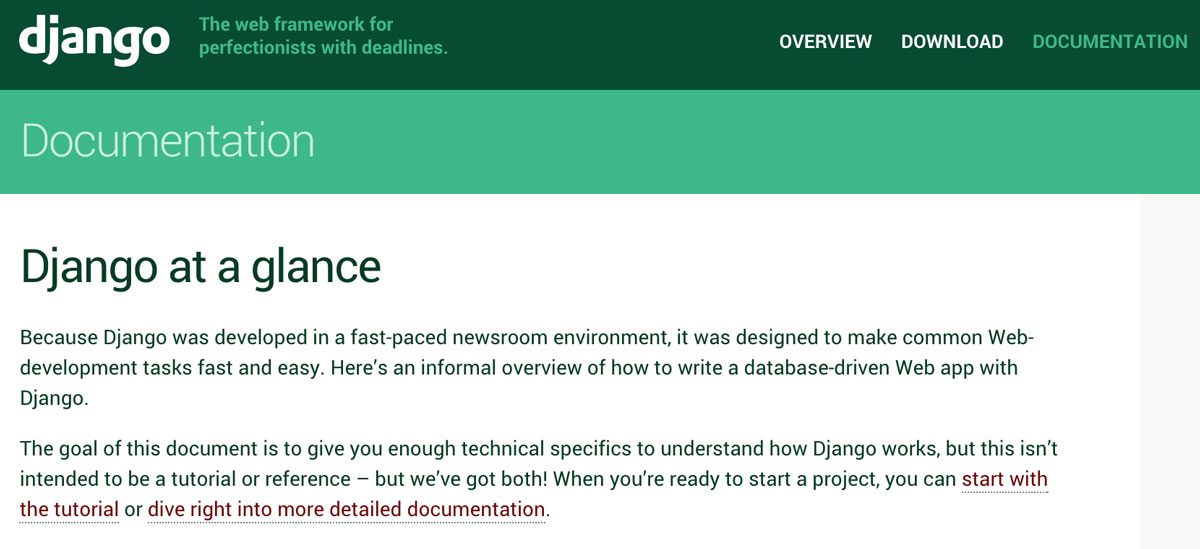 django
The web framework for
perfectionists with deadlines.
OVERVIEW DOWNLOAD DOCUMENTATION
Documentation
Django at a glance
Because Django was developed in a fast-paced newsroom environment, it was designed to make common Web-
development tasks fast and easy. Here’s an informal overview of how to write a database-driven Web app with
Django.
The goal of this document is to give you enough technical specifics to understand how Django works, but this isn’t
intended to be a tutorial or reference – but we’ve got both! When you’re ready to start a project, you can start with
the tutorial or dive right into more detailed documentation.